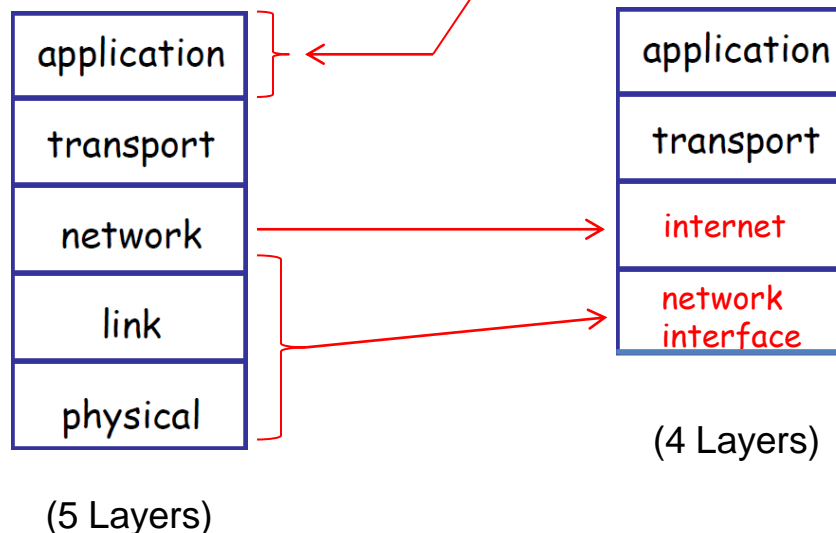 application
transport
network
link
physical
(5 Layers)
application
transport
internet
network
interface
(4 Layers)